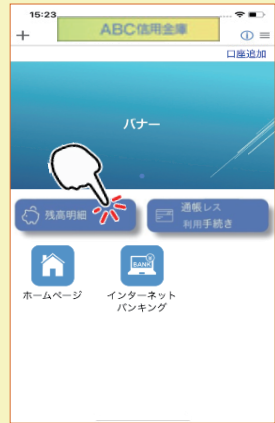 15:23
ABC信用金庫
口座追加
バナー
残高明細
通帳レス
利用手続き
BANK
ホームページ
インターネット
バンキング